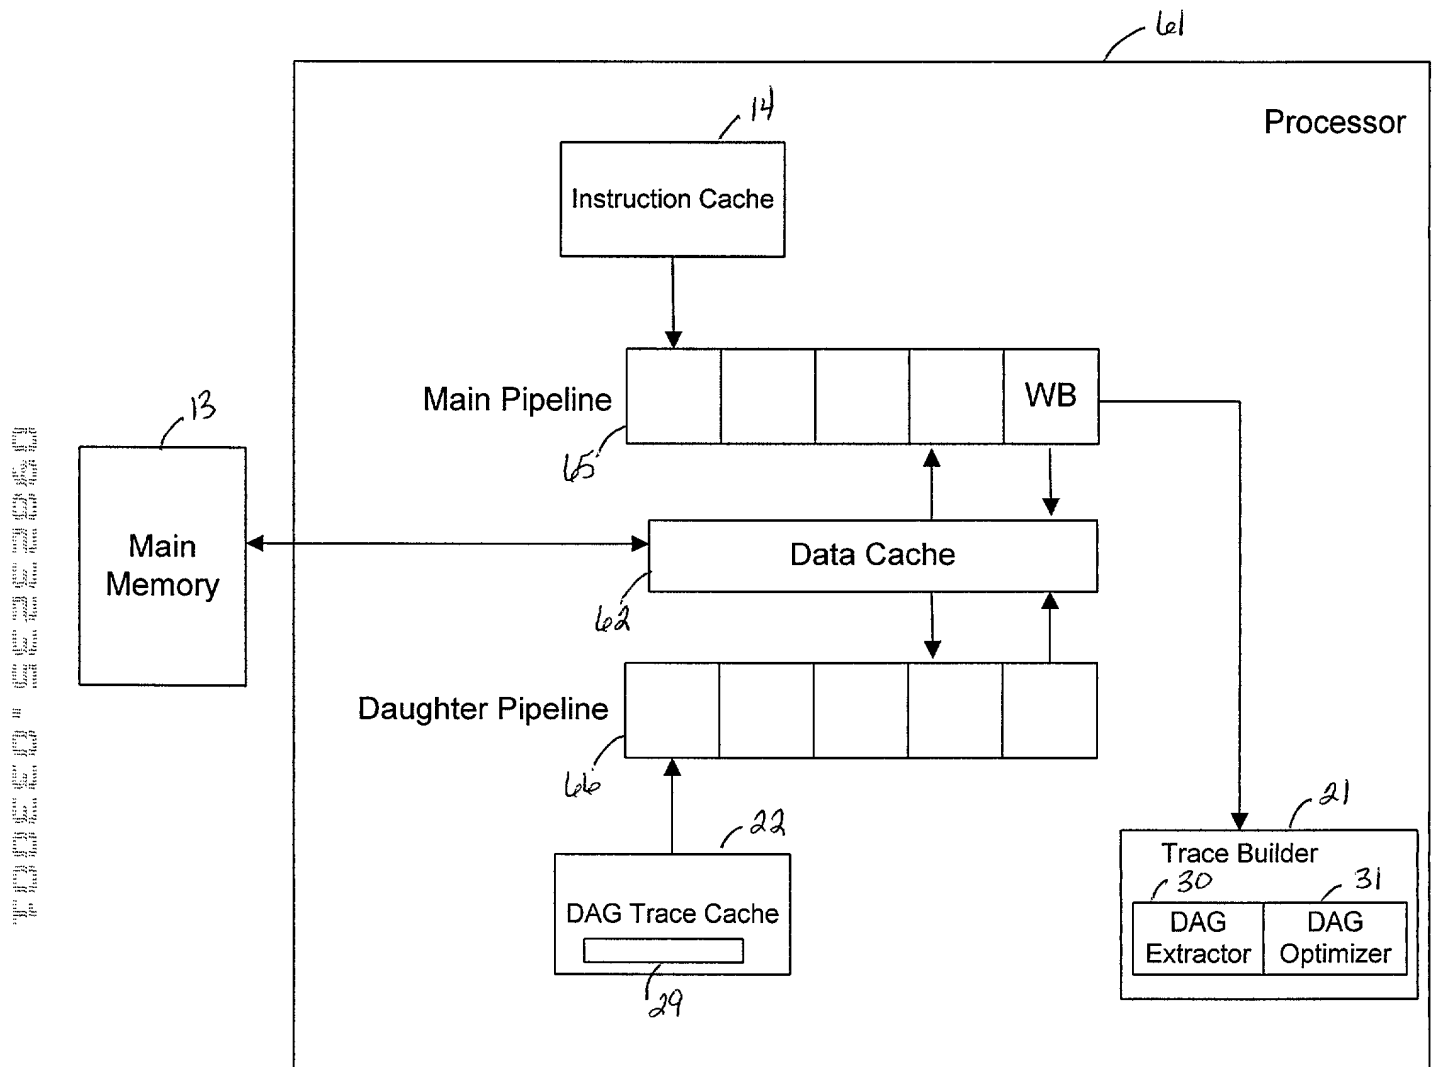 61
Processor
14
Instruction Cache
Main Pipeline
WB
65
13
Main
Memory
Data Cache
62
Daughter Pipeline
66
22
DAG Trace Cache
29
21
Trace Builder
30
31
DAG
Extractor
DAG
Optimizer